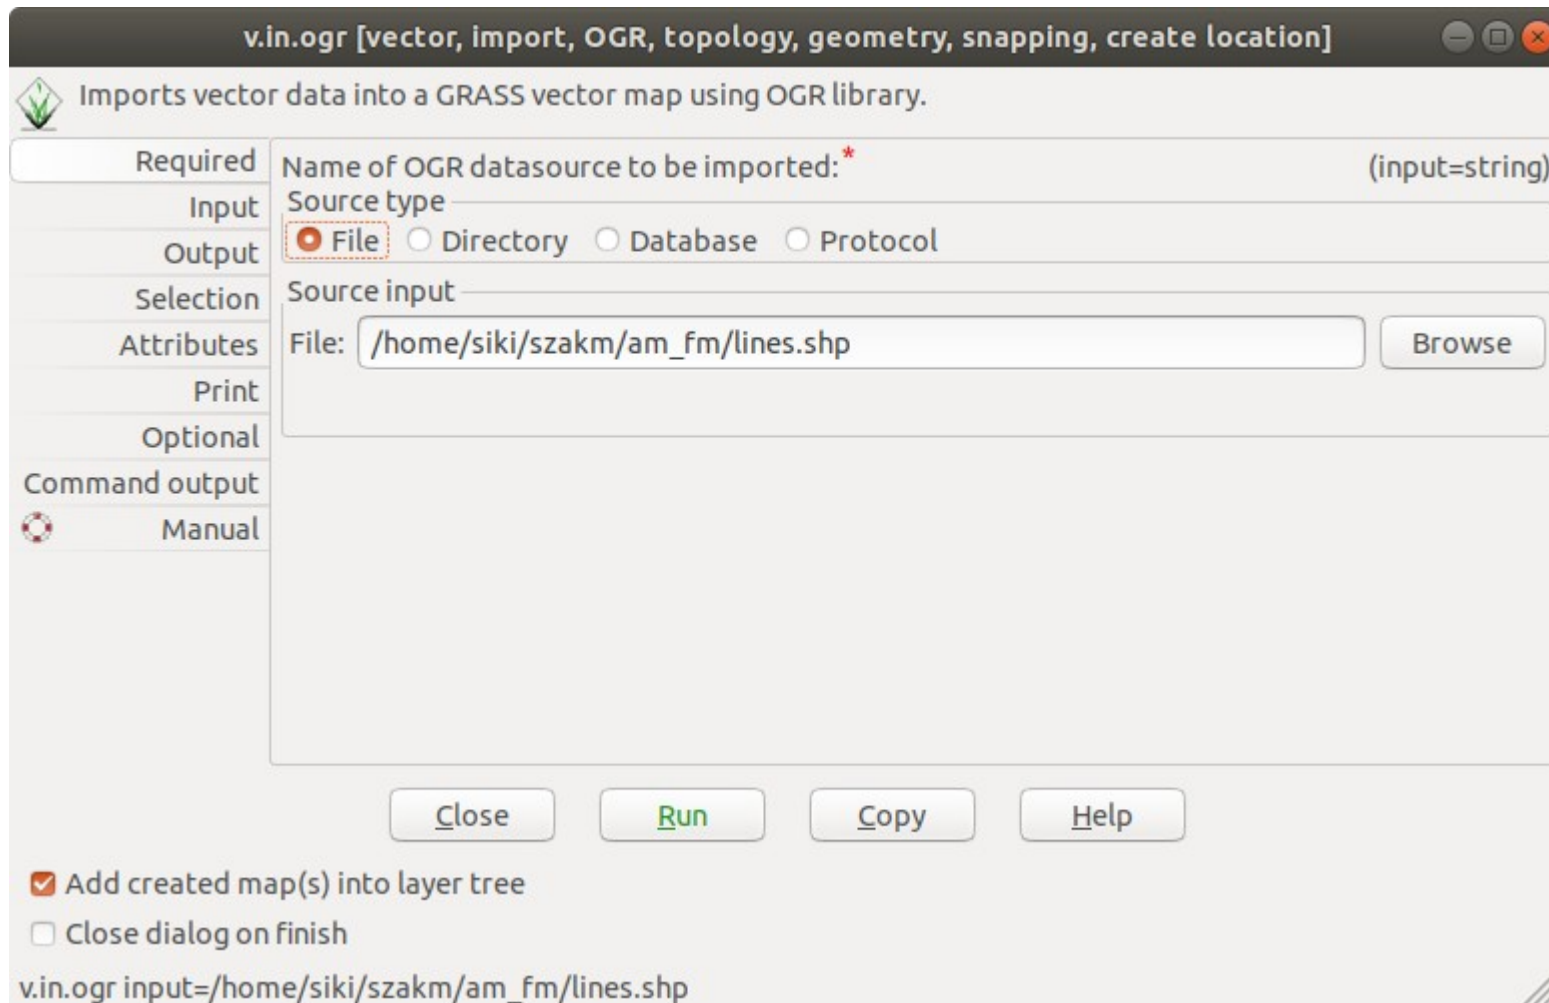 v.in.ogr [vector, import, OGR, topology, geometry, snapping, create location]
Imports vector data into a GRASS vector map using OGR library.
Required
Input
Output
Selection
Attributes
Print
Optional
Command output
Manual
Name of OGR datasource to be imported:* (input=string)
Source type
File Directory Database Protocol
Source input
File: /home/siki/szakm/am_fm/lines.shp Browse
Close Run Copy Help
Add created map(s) into layer tree
Close dialog on finish
v.in.ogr input=/home/siki/szakm/am_fm/lines.shp